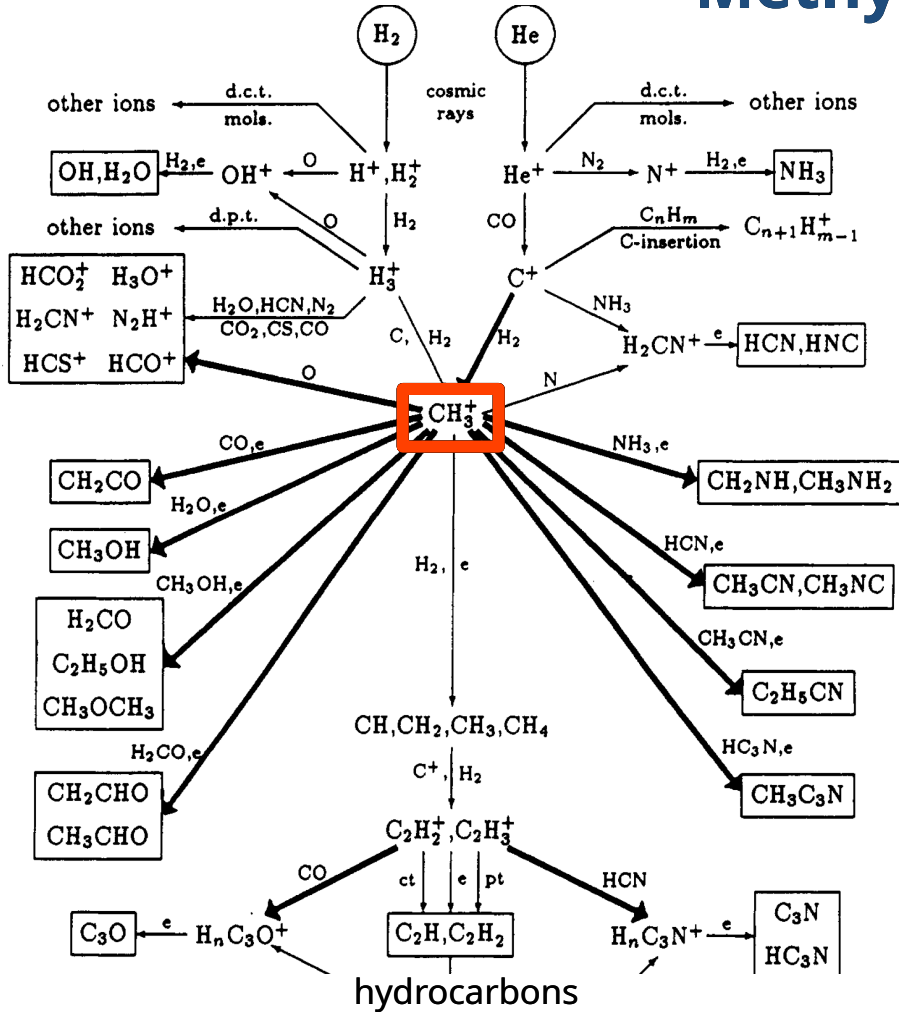 Methy
H₂ He
cosmic
rays
other ions d.c.t. mols.
d.c.t. mols. other ions
OH,H₂O H₂,e OH⁺ O H⁺,H₂⁺
He⁺ N₂ N⁺ H₂,e NH₃
other ions d.p.t. O H₂
CO CₙHₘ C-insertion Cₙ₊₁H⁺ₘ₋₁
H₃⁺ C⁺
HCO₂⁺ H₃O⁺
H₂CN⁺ N₂H⁺
HCS⁺ HCO⁺
H₂O,HCN,N₂
CO₂,CS,CO
C, H₂ H₂ NH₃
H₂CN⁺ e HCN,HNC
O N
CH₃⁺
CO,e NH₃,e
CH₂CO CH₂NH,CH₃NH₂
H₂O,e
CH₃OH HCN,e
CH₃OH,e H₂, e CH₃CN,CH₃NC
H₂CO
C₂H₅OH
CH₃OCH₃
CH₃CN,e
C₂H₅CN
CH,CH₂,CH₃,CH₄
H₂CO,e HC₃N,e
C⁺, H₂
CH₂CHO
CH₃CHO
CH₃C₃N
C₂H₂⁺,C₂H₃⁺
CO ct e pt HCN
C₃O e HₙC₃O⁺ C₂H,C₂H₂ HₙC₃N⁺ e
C₃N
HC₃N
hydrocarbons